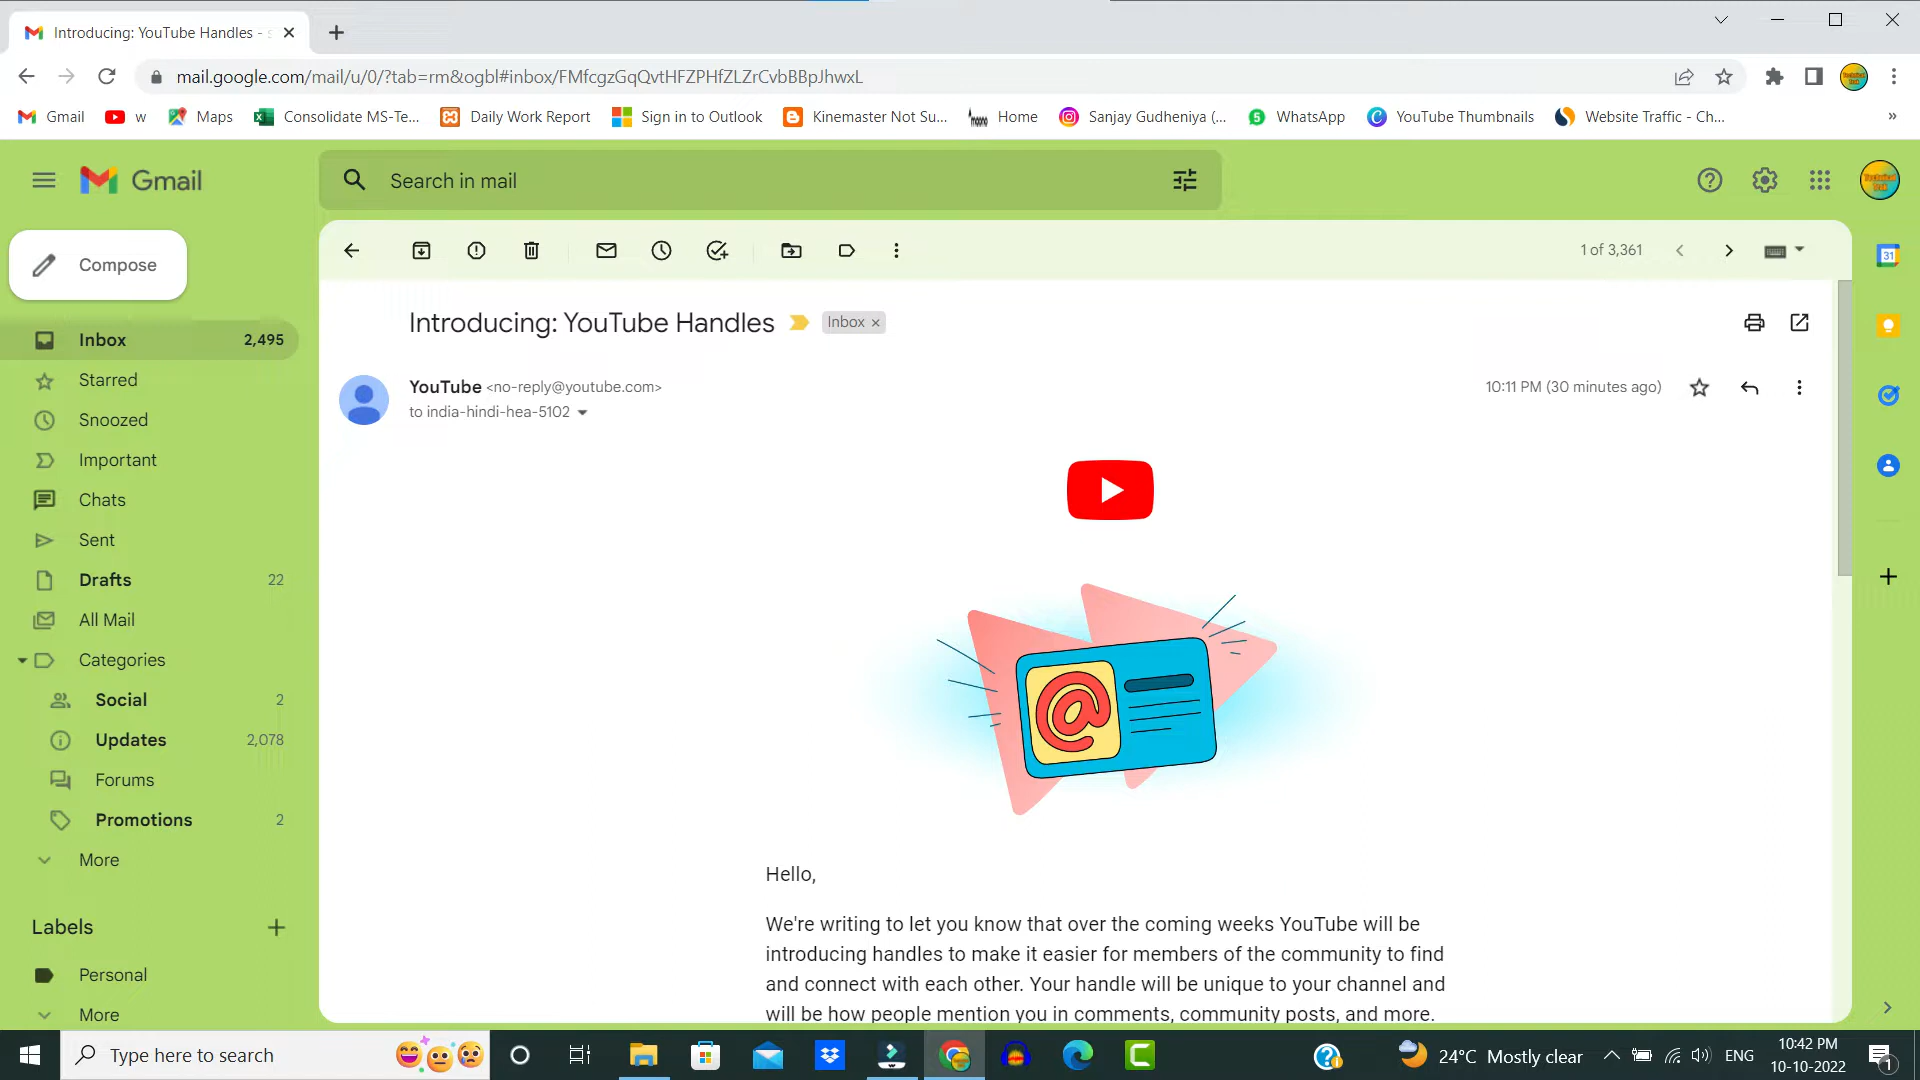 Introducing: YouTube Handles -
mail.google.com/mail/u/0/?tab=rm&ogbl#inbox/FMfcgzGqQvtHFZPHfZLZrCvbBBpJhwxL
Gmail
w
Maps
Consolidate MS-Te...
Daily Work Report
Sign in to Outlook
Kinemaster Not Su...
Home
Sanjay Gudheniya (...
WhatsApp
YouTube Thumbnails
Website Traffic - Ch...
»
Gmail
Search in mail
Compose
1 of 3,361
Inbox 2,495
Starred
Snoozed
Important
Chats
Sent
Drafts 22
All Mail
Categories
Social 2
Updates 2,078
Forums
Promotions 2
More
Labels
Personal
More
Introducing: YouTube Handles
Inbox ×
YouTube <no-reply@youtube.com>
10:11 PM (30 minutes ago)
to india-hindi-hea-5102
@
Hello,
We're writing to let you know that over the coming weeks YouTube will be
introducing handles to make it easier for members of the community to find
and connect with each other. Your handle will be unique to your channel and
will be how people mention you in comments, community posts, and more.
31
Type here to search
24°C Mostly clear
ENG
10:42 PM
10-10-2022
1